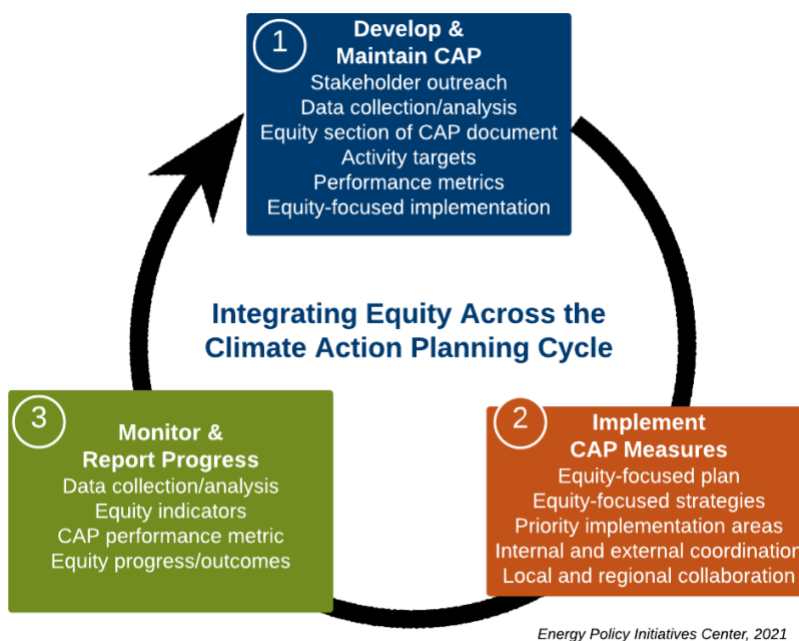 1
Develop &
Maintain CAP
Stakeholder outreach
Data collection/analysis
Equity section of CAP document
Activity targets
Performance metrics
Equity-focused implementation
Integrating Equity Across the
Climate Action Planning Cycle
3
Monitor &
Report Progress
Data collection/analysis
Equity indicators
CAP performance metric
Equity progress/outcomes
2
Implement
CAP Measures
Equity-focused plan
Equity-focused strategies
Priority implementation areas
Internal and external coordination
Local and regional collaboration
Energy Policy Initiatives Center, 2021